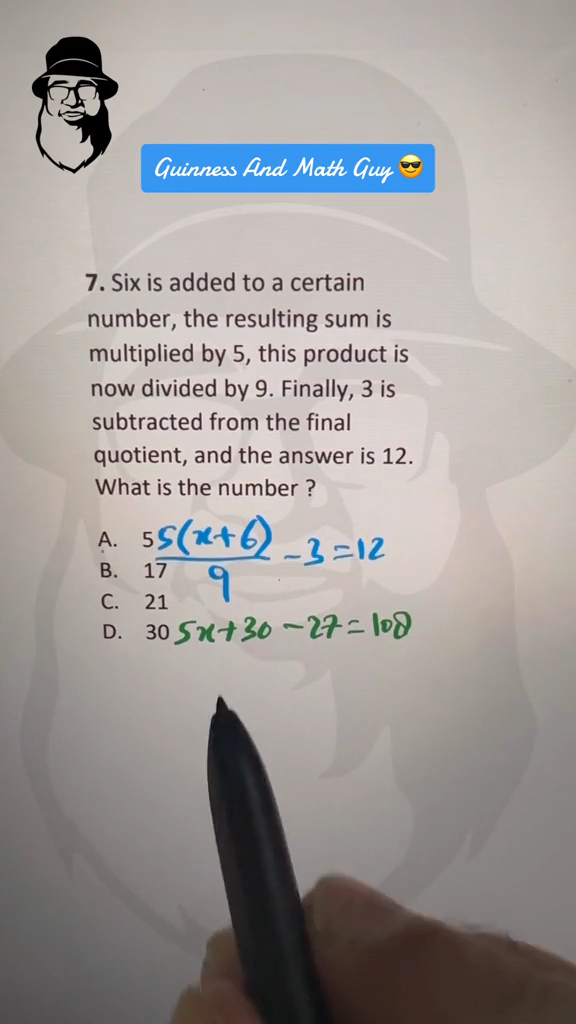 Guinness And Math Guy 😎
7. Six is added to a certain
number, the resulting sum is
multiplied by 5, this product is
now divided by 9. Finally, 3 is
subtracted from the final
quotient, and the answer is 12.
What is the number ?
A. 5
5(x+6)/9 -3=12
B. 17
C. 21
D. 30
5x+30 -27=108